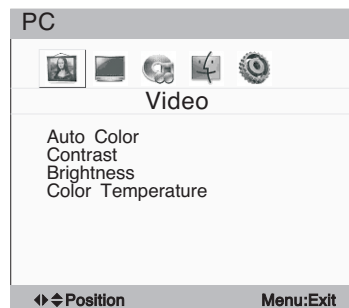 PC
Video
Auto Color
Contrast
Brightness
Color Temperature
Position Menu:Exit